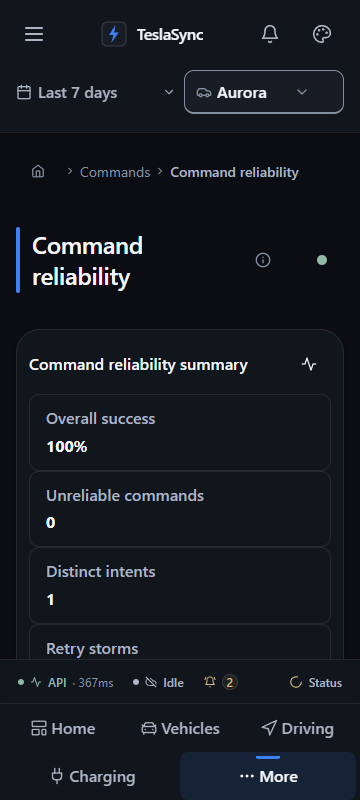 TeslaSync
Last 7 days
Aurora
Commands
Command reliability
Command
reliability
Command reliability summary
Overall success
100%
Unreliable commands
0
Distinct intents
1
Retry storms
API · 367ms
Idle
2
Status
Home
Vehicles
Driving
Charging
More